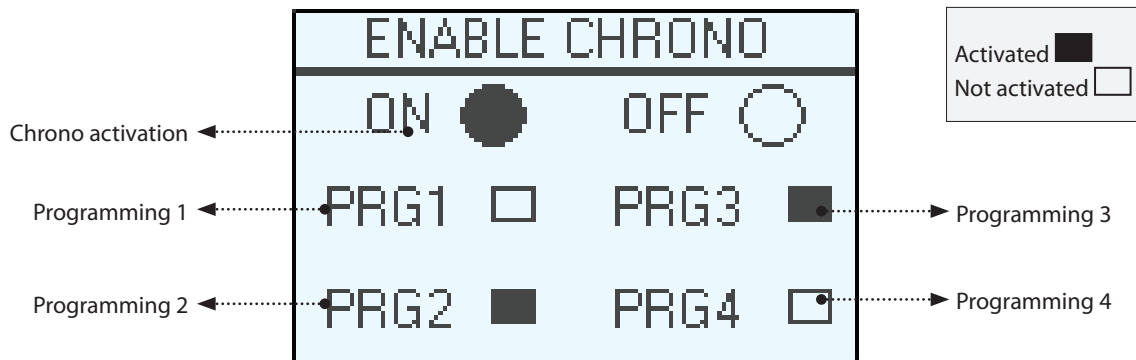 ENABLE CHRONO
Activated
Not activated
ON OFF
Chrono activation
PRG1 PRG3
Programming 1
Programming 3
PRG2 PRG4
Programming 2
Programming 4